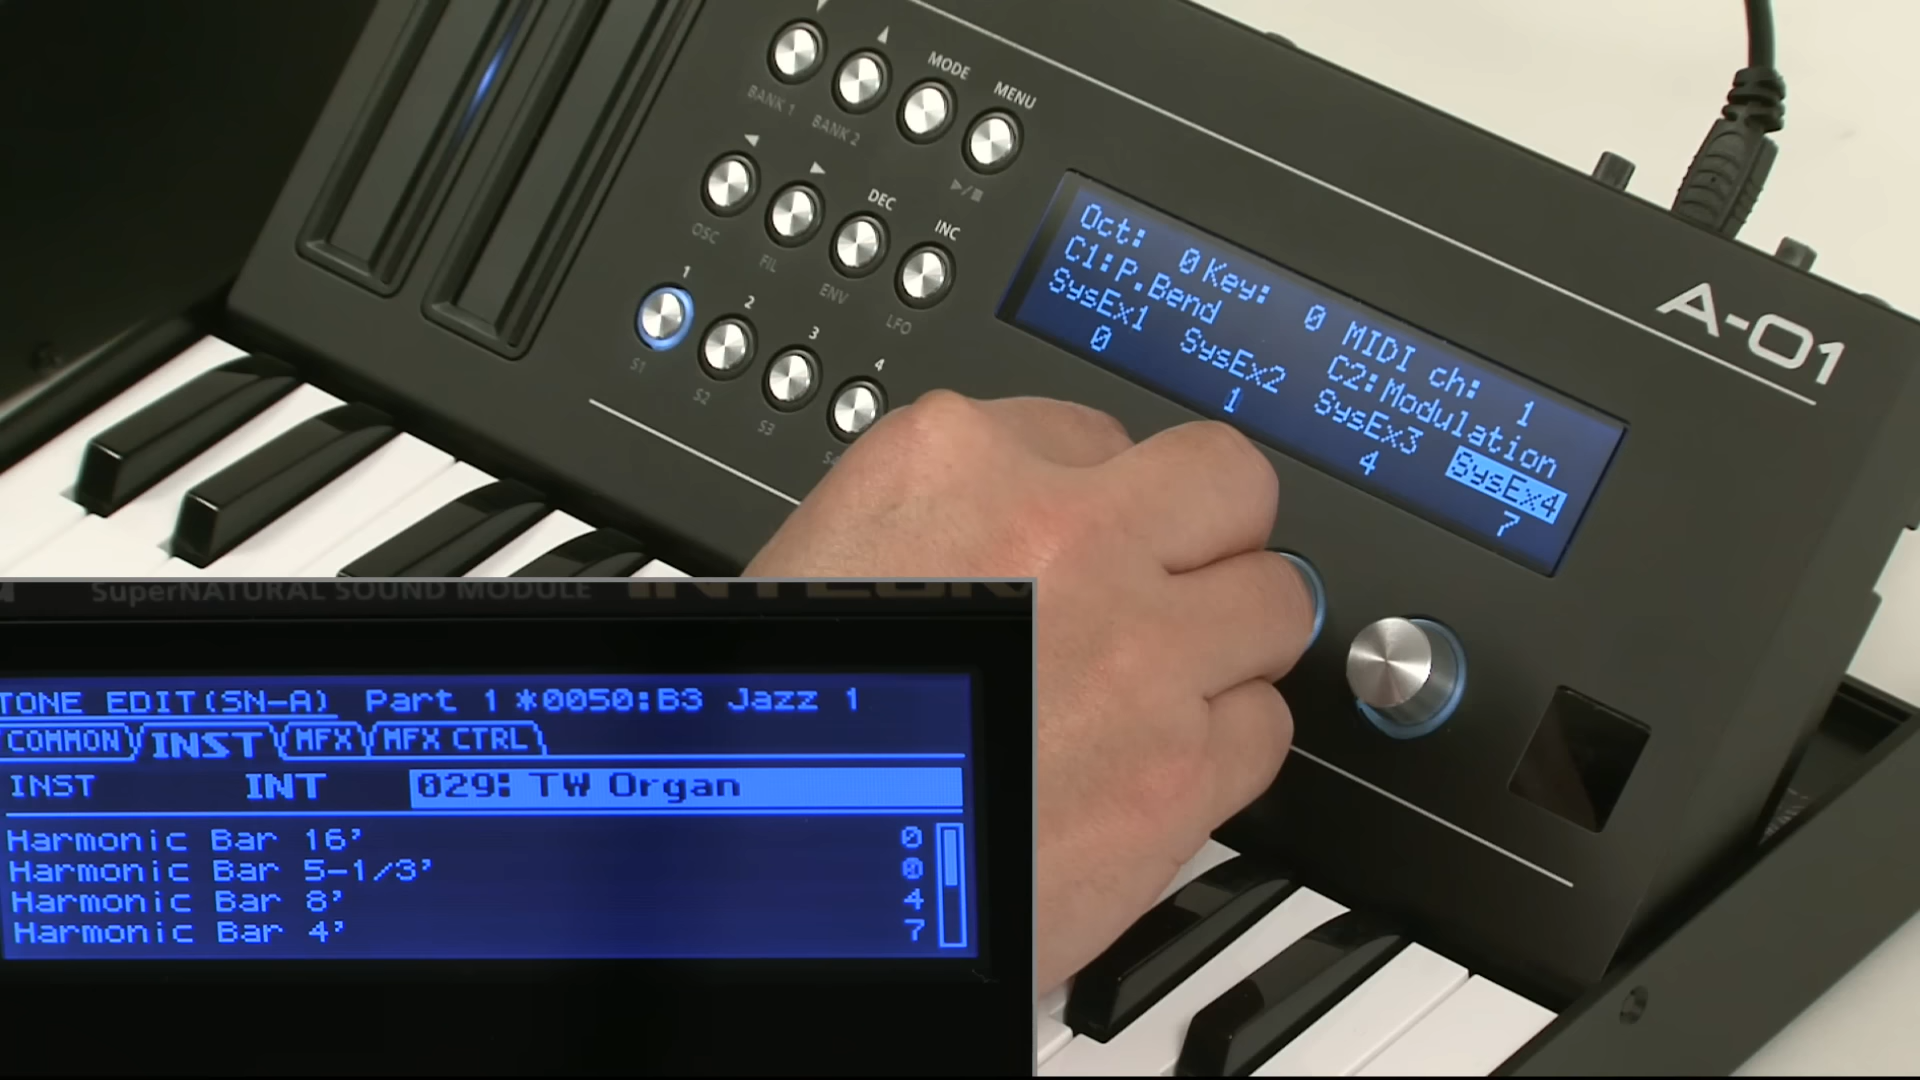 MODE
MENU
BANK 1
BANK 2
DEC
INC
OSC
FIL
ENV
LFO
1
2
3
4
S1
S2
S3
Oct: 0 Key: 0 MIDI ch: 1
C1:P.Bend C2:Modulation
SysEx1 SysEx2 SysEx3 SysEx4
0 1 4 7
A-01
SuperNATURAL SOUND MODULE
TONE EDIT(SN-A) Part 1 *0050:B3 Jazz 1
COMMON INST MFX MFX CTRL
INST INT 029: TW Organ
Harmonic Bar 16' 0
Harmonic Bar 5-1/3' 0
Harmonic Bar 8' 4
Harmonic Bar 4' 7